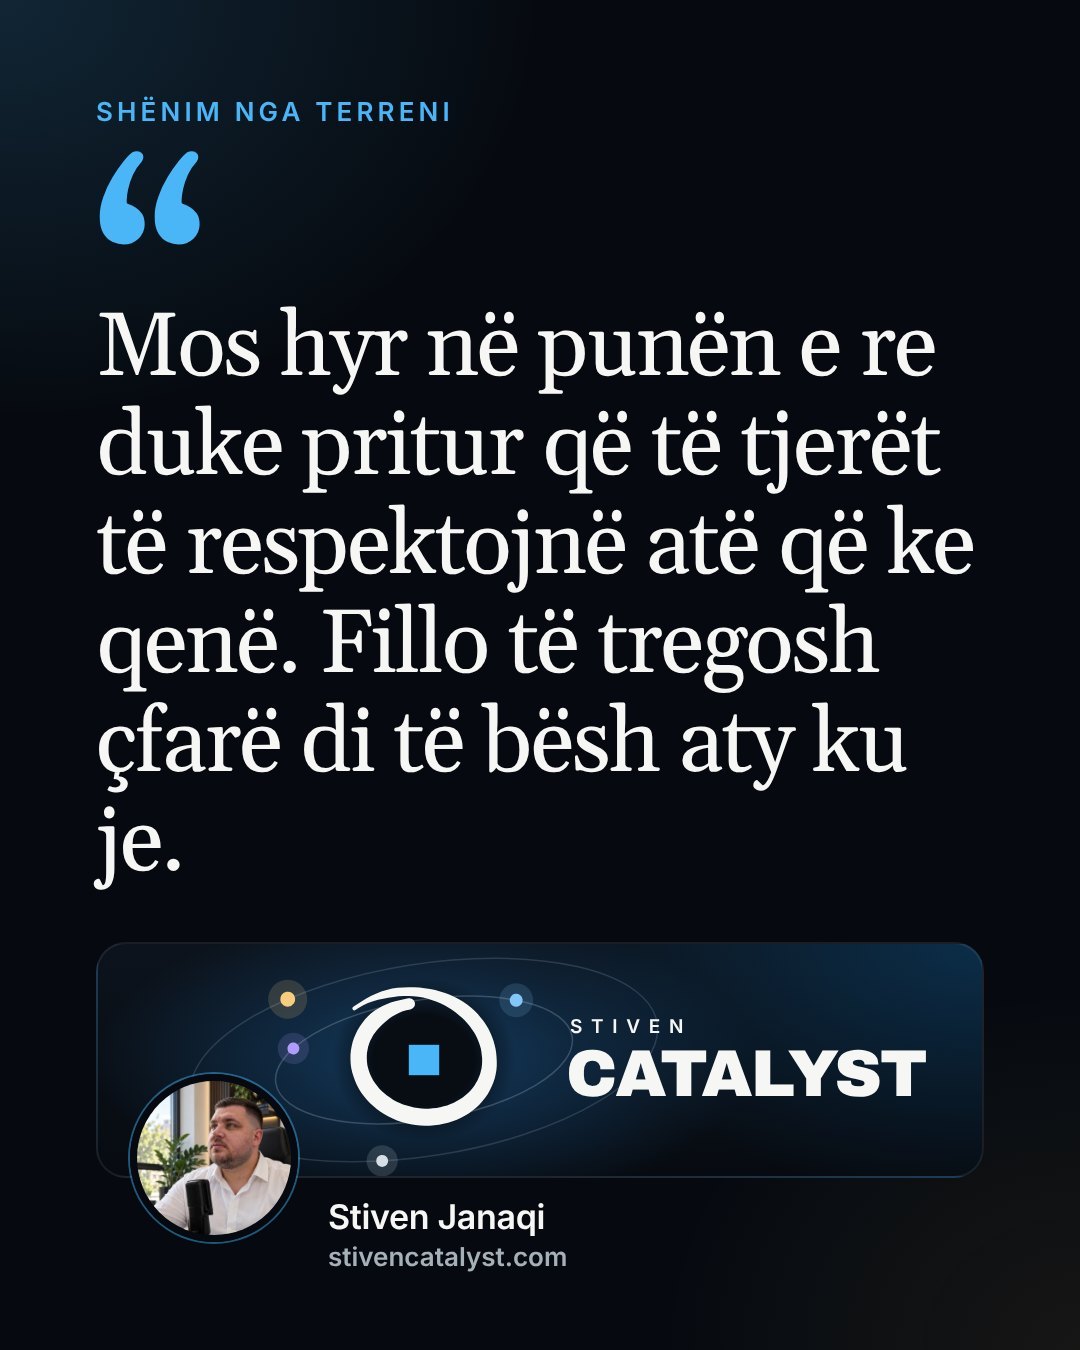 SHËNIM NGA TERRENI
“
Mos hyr në punën e re
duke pritur që të tjerët
të respektojnë atë që ke
qenë. Fillo të tregosh
çfarë di të bësh aty ku
je.
STIVEN
CATALYST
Stiven Janaqi
stivencatalyst.com